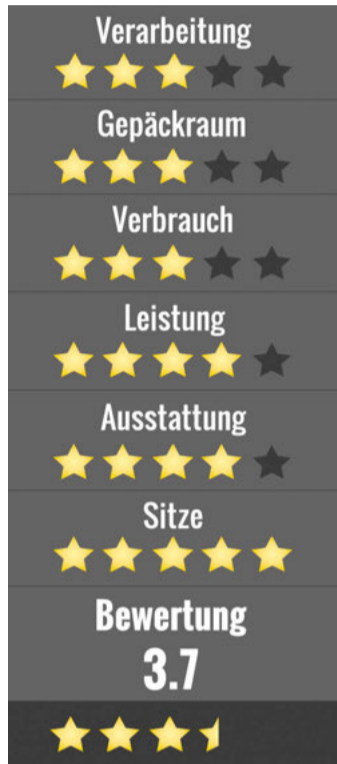 Verarbeitung
Gepäckraum
Verbrauch
Leistung
Ausstattung
Sitze
Bewertung
3.7